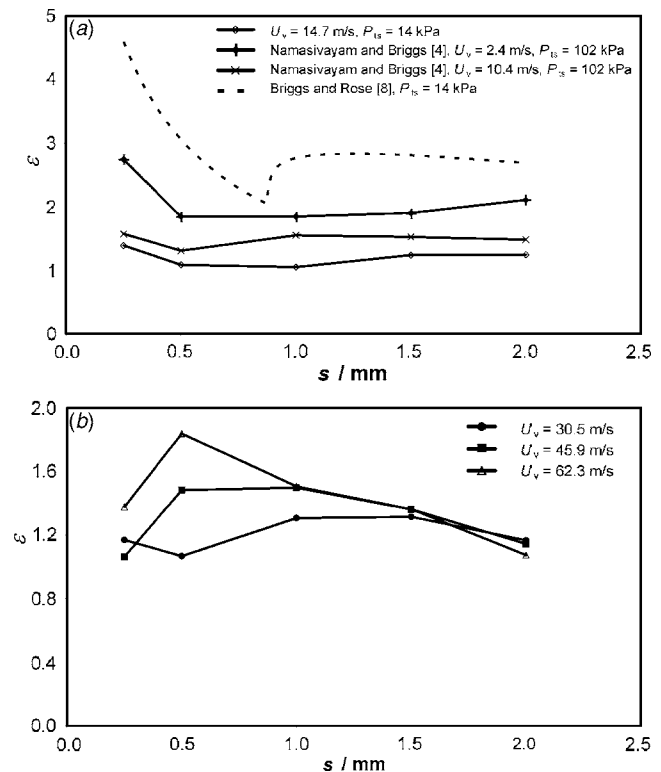 (a)
U_v = 14.7 m/s, P_ts = 14 kPa
Namasivayam and Briggs [4], U_v = 2.4 m/s, P_ts = 102 kPa
Namasivayam and Briggs [4], U_v = 10.4 m/s, P_ts = 102 kPa
Briggs and Rose [8], P_ts = 14 kPa
5
4
3
2
1
0
ε
0.0 0.5 1.0 1.5 2.0 2.5
s / mm
(b)
U_v = 30.5 m/s
U_v = 45.9 m/s
U_v = 62.3 m/s
2.0
1.6
1.2
0.8
0.4
0.0
ε
0.0 0.5 1.0 1.5 2.0 2.5
s / mm